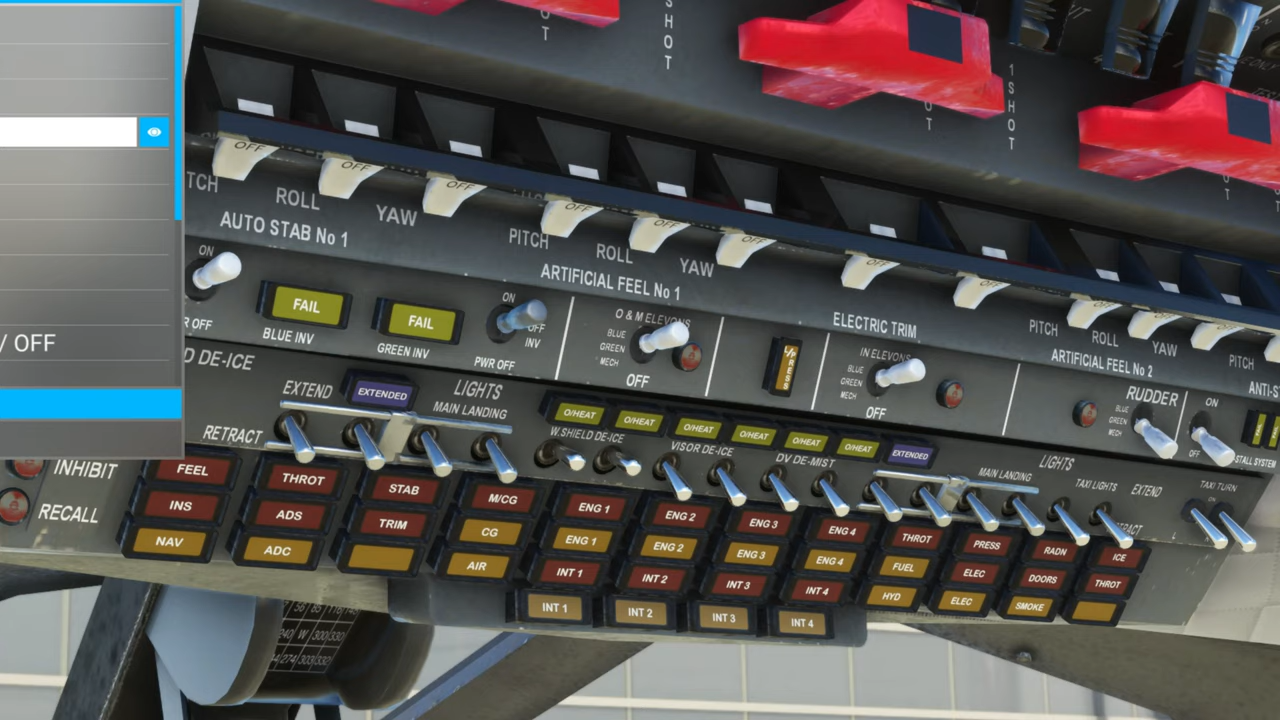 1 SHOT
OFF OFF OFF OFF OFF OFF OFF OFF OFF OFF
ROLL
YAW
AUTO STAB No 1
PITCH
ROLL
YAW
ARTIFICIAL FEEL No 1
ELECTRIC TRIM
PITCH
ROLL
YAW
ARTIFICIAL FEEL No 2
PITCH
ON
FAIL
BLUE INV
FAIL
GREEN INV
ON
OFF
INV
PWR OFF
O & M ELEVONS
BLUE
GREEN
MECH
OFF
IN ELEVONS
BLUE
GREEN
MECH
OFF
RUDDER
BLUE
GREEN
MECH
ON
OFF
STALL SYSTEM
/ OFF
DE-ICE
EXTEND
EXTENDED
LIGHTS
MAIN LANDING
RETRACT
O/HEAT O/HEAT O/HEAT O/HEAT O/HEAT O/HEAT EXTENDED
W.SHIELD DE-ICE
VISOR DE-ICE
DV DE-MIST
LIGHTS
MAIN LANDING
TAXI LIGHTS
EXTEND
TAXI TURN
INHIBIT
RECALL
FEEL THROT STAB M/CG ENG 1 ENG 2 ENG 3 ENG 4 THROT PRESS RADN ICE
INS ADS TRIM CG ENG 1 ENG 2 ENG 3 ENG 4 FUEL ELEC DOORS THROT
NAV ADC AIR INT 1 INT 2 INT 3 INT 4 HYD ELEC SMOKE
INT 1 INT 2 INT 3 INT 4